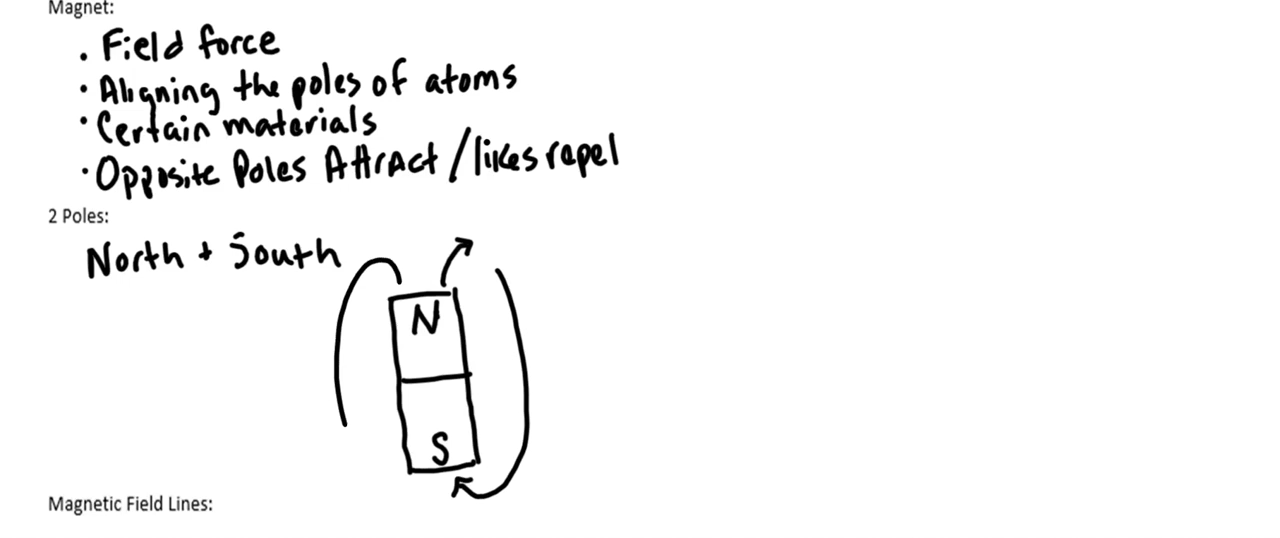 Magnet:
• Field force
• Aligning the poles of atoms
• Certain materials
• Opposite Poles Attract / likes repel
2 Poles:
North + South
N
S
Magnetic Field Lines: